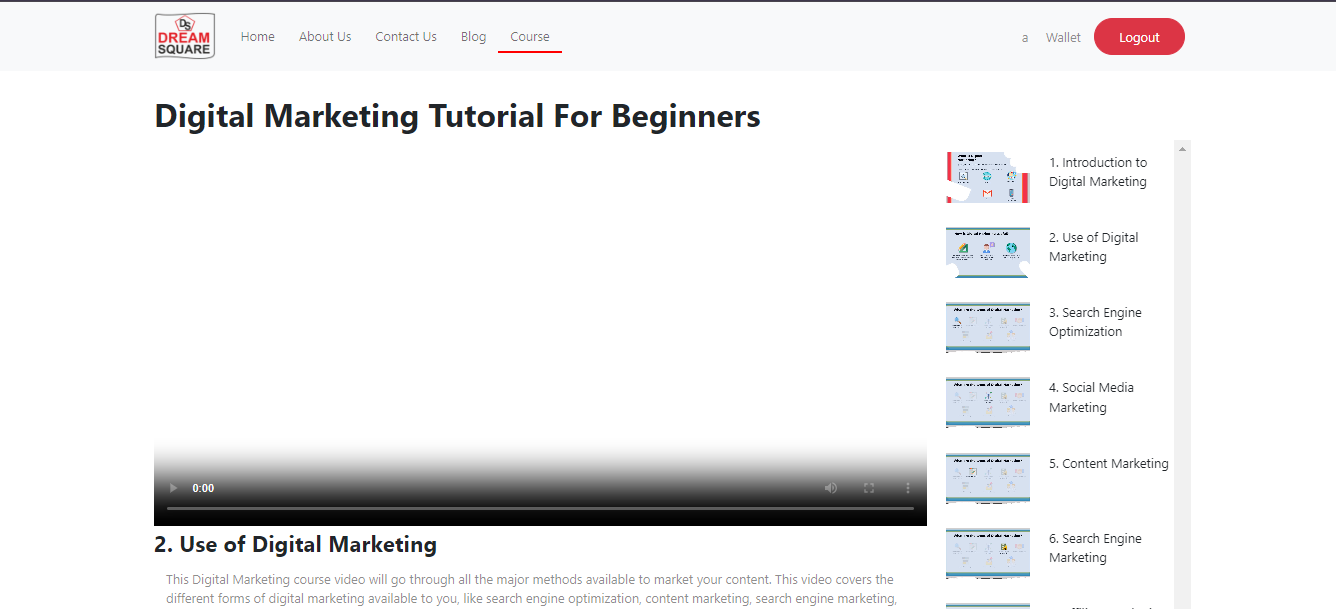 DS
DREAM
SQUARE
Home About Us Contact Us Blog Course
a Wallet Logout
Digital Marketing Tutorial For Beginners
1. Introduction to
Digital Marketing
2. Use of Digital
Marketing
3. Search Engine
Optimization
4. Social Media
Marketing
5. Content Marketing
6. Search Engine
Marketing
0:00
2. Use of Digital Marketing
This Digital Marketing course video will go through all the major methods available to market your content. This video covers the
different forms of digital marketing available to you, like search engine optimization, content marketing, search engine marketing,